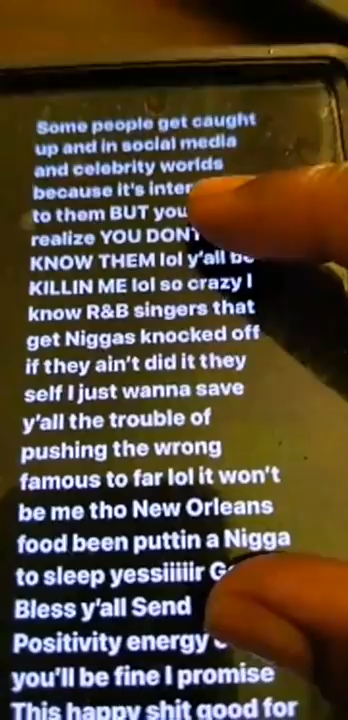 Some people get caught
up and in social media
and celebrity worlds
because it's
to them BUT you
realize YOU DON'T
KNOW THEM lol y'all be
KILLIN ME lol so crazy I
know R&B singers that
get Niggas knocked off
if they ain't did it they
self I just wanna save
y'all the trouble of
pushing the wrong
famous to far lol it won't
be me tho New Orleans
food been puttin a Nigga
to sleep yessiiiiir
Bless y'all Send
Positivity energy
you'll be fine I promise
This happy shit good for